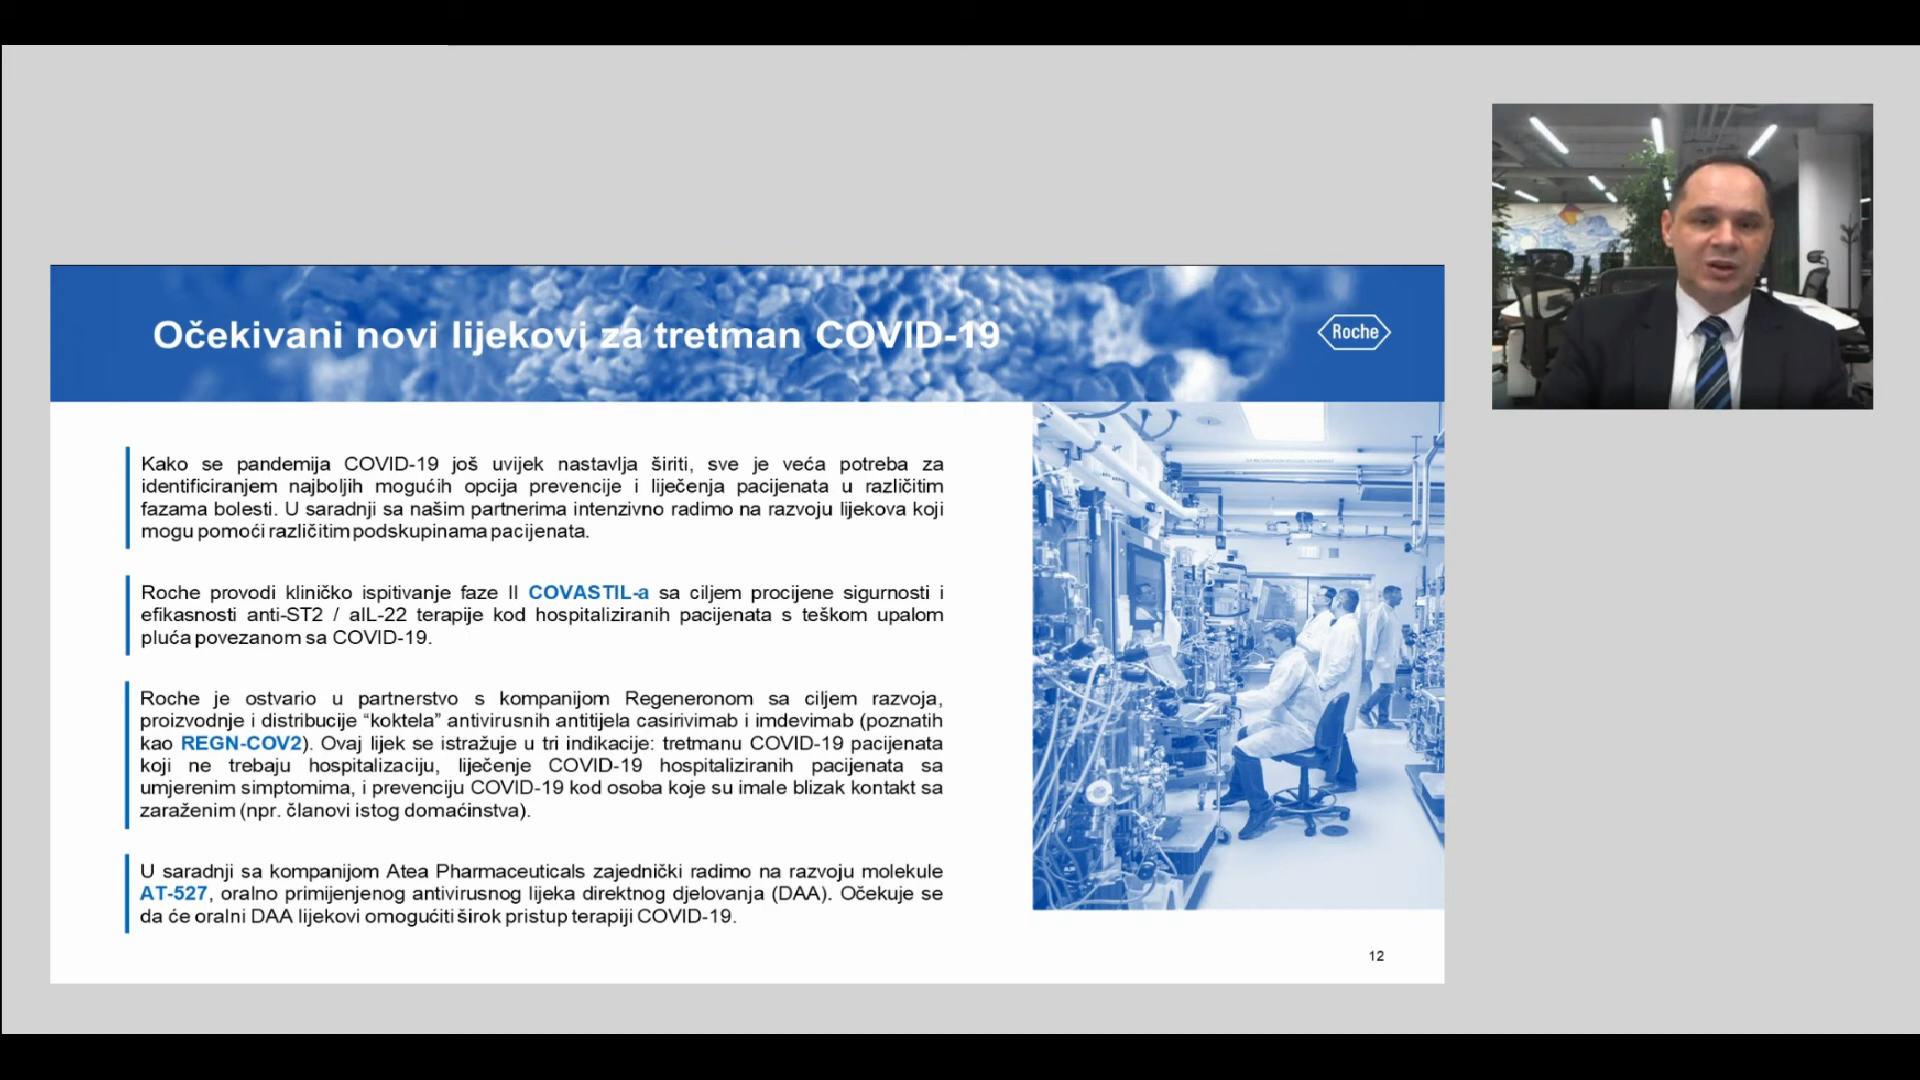 Očekivani novi lijekovi za tretman COVID-19
Roche
Kako se pandemija COVID-19 još uvijek nastavlja širiti, sve je veća potreba za
identificiranjem najboljih mogućih opcija prevencije i liječenja pacijenata u različitim
fazama bolesti. U saradnji sa našim partnerima intenzivno radimo na razvoju lijekova koji
mogu pomoći različitim podskupinama pacijenata.
Roche provodi kliničko ispitivanje faze II COVASTIL-a sa ciljem procijene sigurnosti i
efikasnosti anti-ST2 / aIL-22 terapije kod hospitaliziranih pacijenata s teškom upalom
pluća povezanom sa COVID-19.
Roche je ostvario u partnerstvo s kompanijom Regeneronom sa ciljem razvoja,
proizvodnje i distribucije “koktela” antivirusnih antitijela casirivimab i imdevimab (poznatih
kao REGN-COV2). Ovaj lijek se istražuje u tri indikacije: tretmanu COVID-19 pacijenata
koji ne trebaju hospitalizaciju, liječenje COVID-19 hospitaliziranih pacijenata sa
umjerenim simptomima, i prevenciju COVID-19 kod osoba koje su imale blizak kontakt sa
zaraženim (npr. članovi istog domaćinstva).
U saradnji sa kompanijom Atea Pharmaceuticals zajednički radimo na razvoju molekule
AT-527, oralno primijenjenog antivirusnog lijeka direktnog djelovanja (DAA). Očekuje se
da će oralni DAA lijekovi omogućiti širok pristup terapiji COVID-19.
12